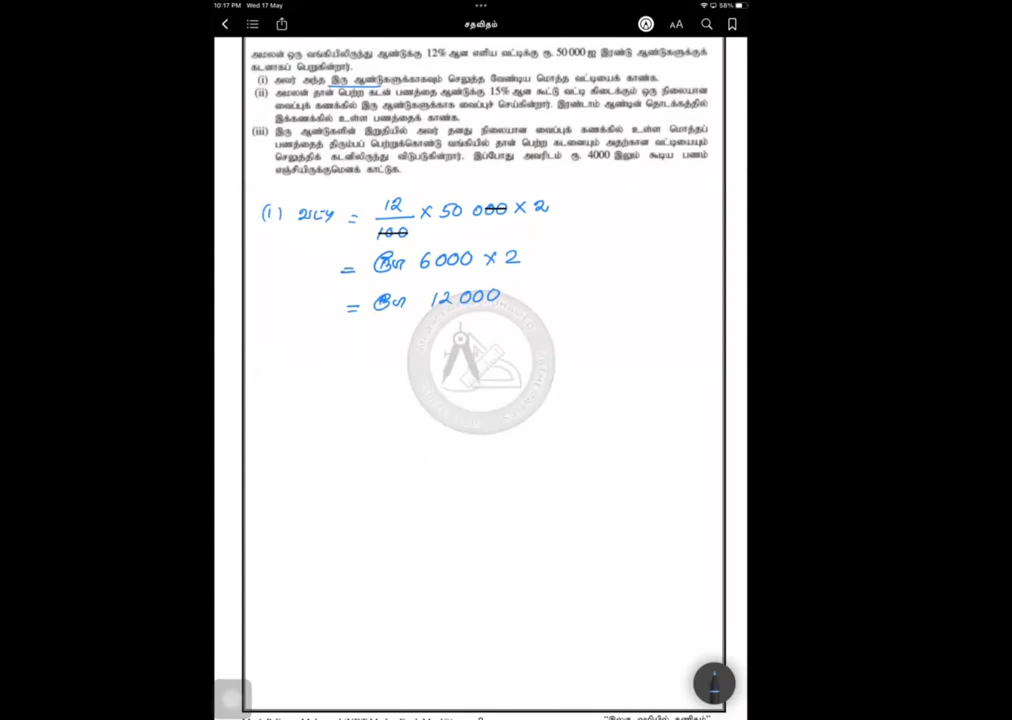 10:17 PM Wed 17 May
58%
சதவிதம்
AA
அமலன் ஒரு வங்கியிலிருந்து ஆண்டுக்கு 12% ஆன எளிய வட்டிக்கு ரூ. 50 000 ஐ இரண்டு ஆண்டுகளுக்குக்
கடனாகப் பெறுகின்றார்.
(i) அவர் அந்த இரு ஆண்டுகளுக்காகவும் செலுத்த வேண்டிய மொத்த வட்டியைக் காண்க.
(ii) அமலன் தான் பெற்ற கடன் பணத்தை ஆண்டுக்கு 15% ஆன கூட்டு வட்டி கிடைக்கும் ஒரு நிலையான
வைப்புக் கணக்கில் இரு ஆண்டுகளுக்காக வைப்புச் செய்கின்றார். இரண்டாம் ஆண்டின் தொடக்கத்தில்
இக்கணக்கில் உள்ள பணத்தைக் காண்க.
(iii) இரு ஆண்டுகளின் இறுதியில் அவர் தனது நிலையான வைப்புக் கணக்கில் உள்ள மொத்தப்
பணத்தைத் திரும்பப் பெற்றுக்கொண்டு வங்கியில் தான் பெற்ற கடனையும் அதற்கான வட்டியையும்
செலுத்திக் கடனிலிருந்து விடுபடுகின்றார். இப்போது அவரிடம் ரூ. 4000 இலும் கூடிய பணம்
எஞ்சியிருக்குமெனக் காட்டுக.
(i) வட்டி = 12/100 × 50 000 × 2
= ரூபா 6000 × 2
= ரூபா 12 000